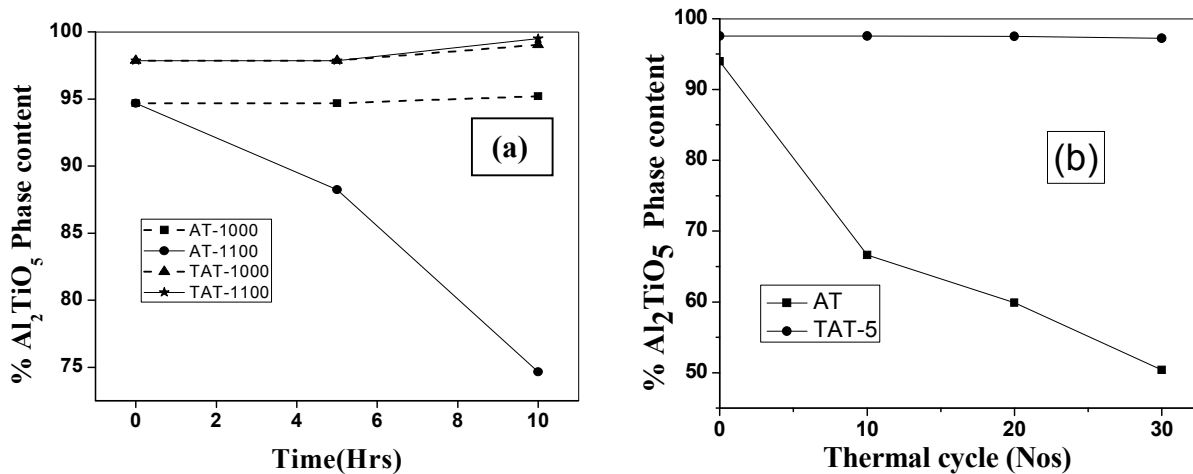 100
95
90
85
80
75
0
2
4
6
8
10
% Al₂TiO₅ Phase content
Time(Hrs)
(a)
AT-1000
AT-1100
TAT-1000
TAT-1100
100
90
80
70
60
50
0
10
20
30
% Al₂TiO₅ Phase content
Thermal cycle (Nos)
(b)
AT
TAT-5